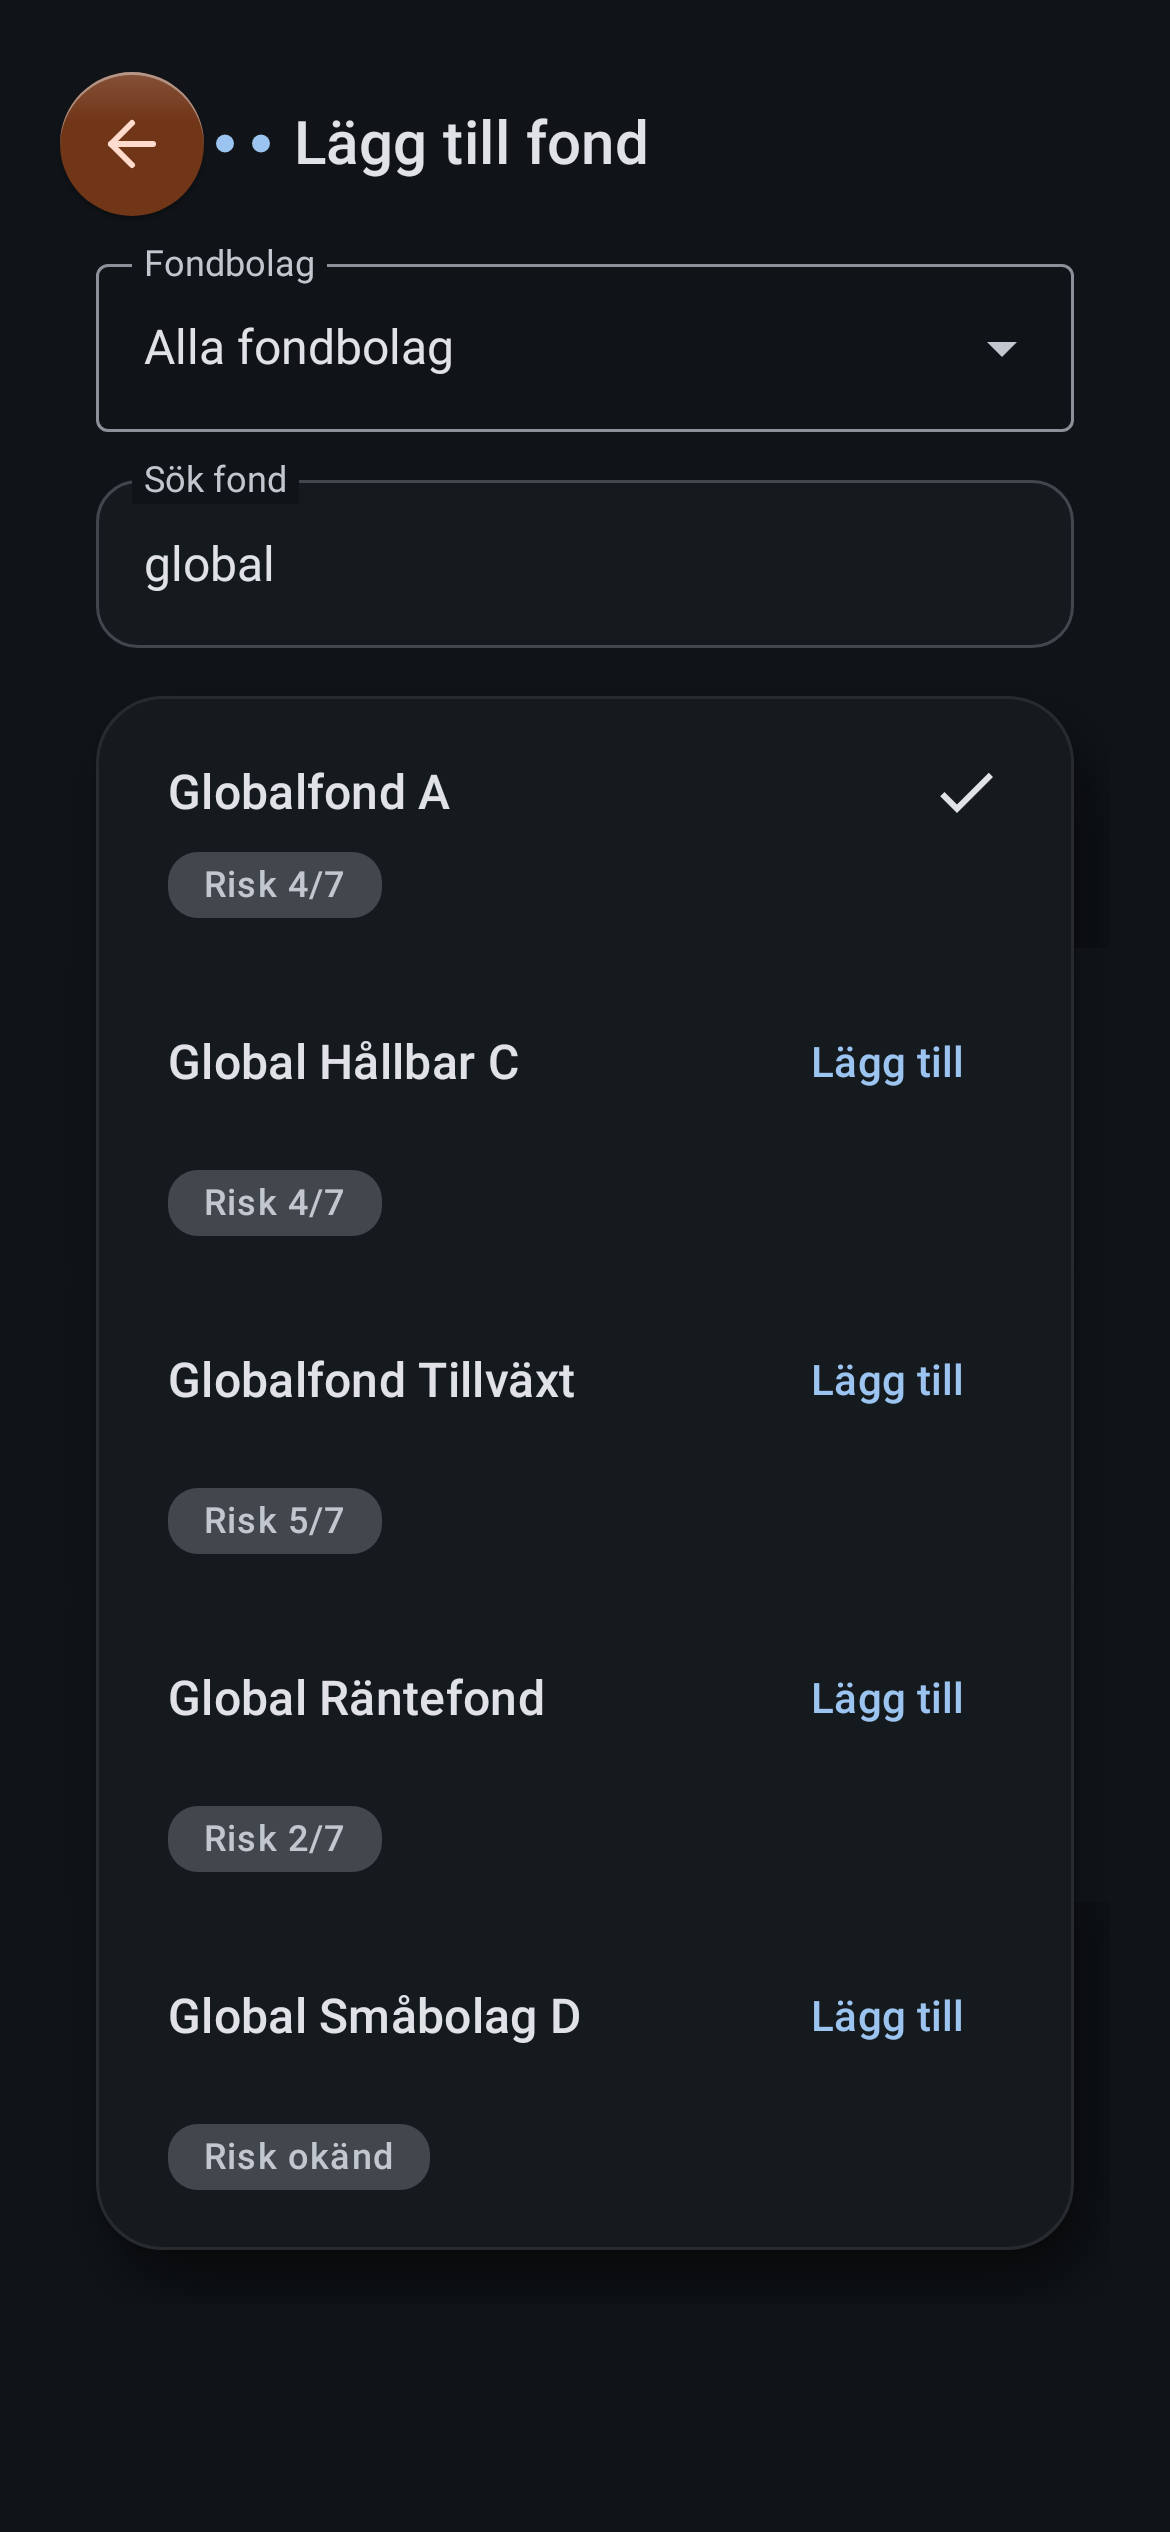 Lägg till fond
Fondbolag
Alla fondbolag
Sök fond
global
Globalfond A
Risk 4/7
Global Hållbar C
Lägg till
Risk 4/7
Globalfond Tillväxt
Lägg till
Risk 5/7
Global Räntefond
Lägg till
Risk 2/7
Global Småbolag D
Lägg till
Risk okänd